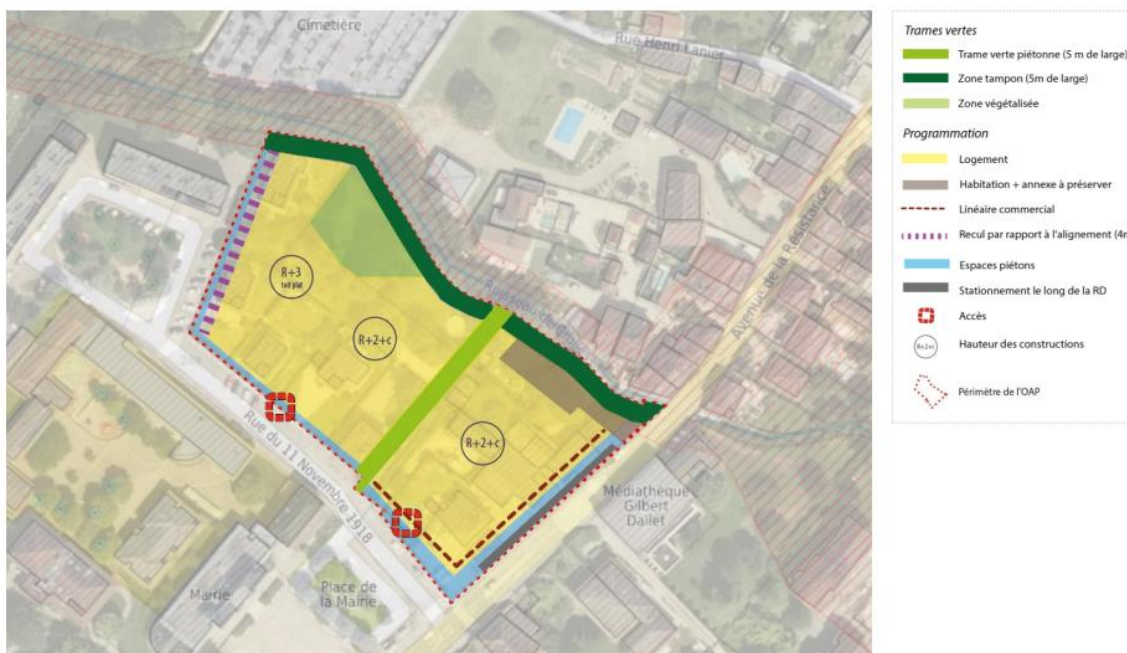 Cimetière
Rue Henri Lanier
Avenue de la Résistance
R+3
toit plat
R+2+c
R+2+c
Rue du 11 Novembre 1918
Médiathèque
Gilbert
Dallet
Mairie
Place de
la Mairie
Trames vertes
Trame verte piétonne (5 m de large)
Zone tampon (5m de large)
Zone végétalisée
Programmation
Logement
Habitation + annexe à préserver
Linéaire commercial
Recul par rapport à l'alignement (4m
Espaces piétons
Stationnement le long de la RD
Accès
R+2+c
Hauteur des constructions
Périmètre de l'OAP